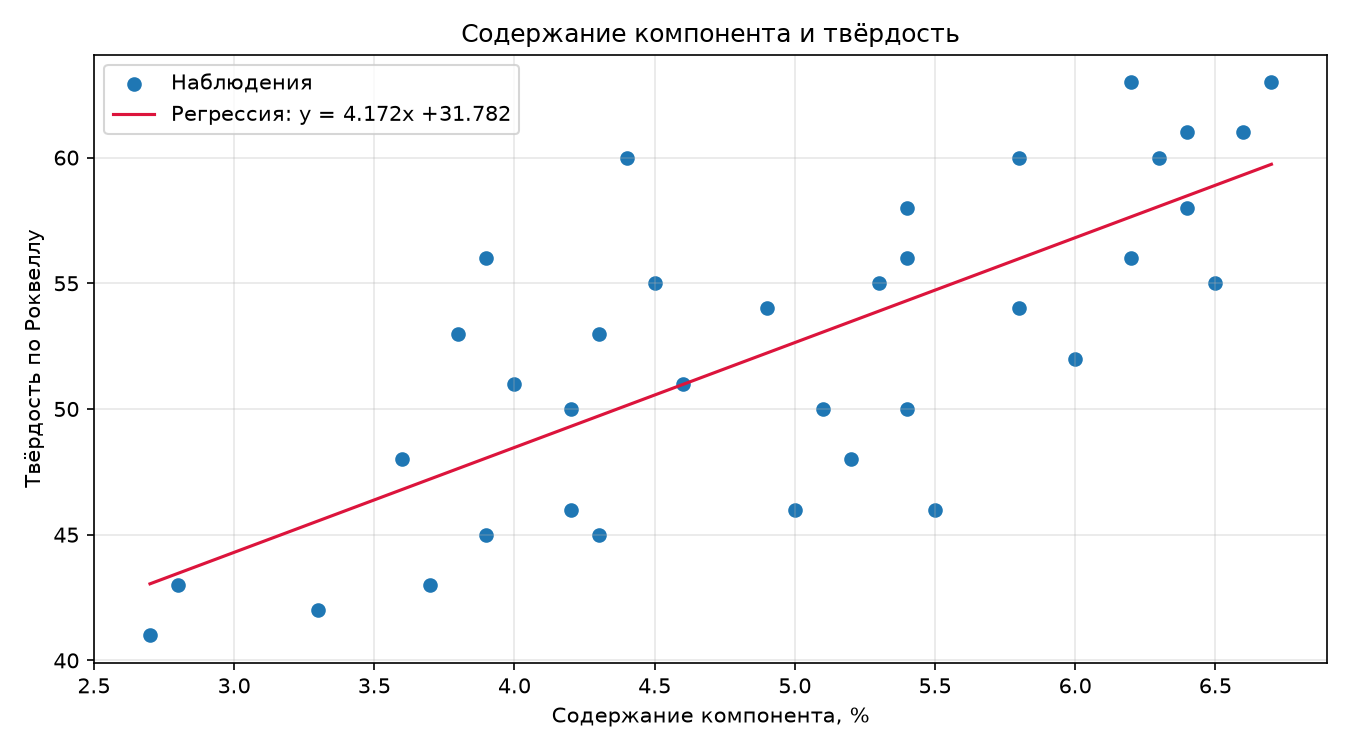 Содержание компонента и твёрдость
Наблюдения
Регрессия: y = 4.172x +31.782
Твёрдость по Роквеллу
60
55
50
45
40
2.5 3.0 3.5 4.0 4.5 5.0 5.5 6.0 6.5
Содержание компонента, %